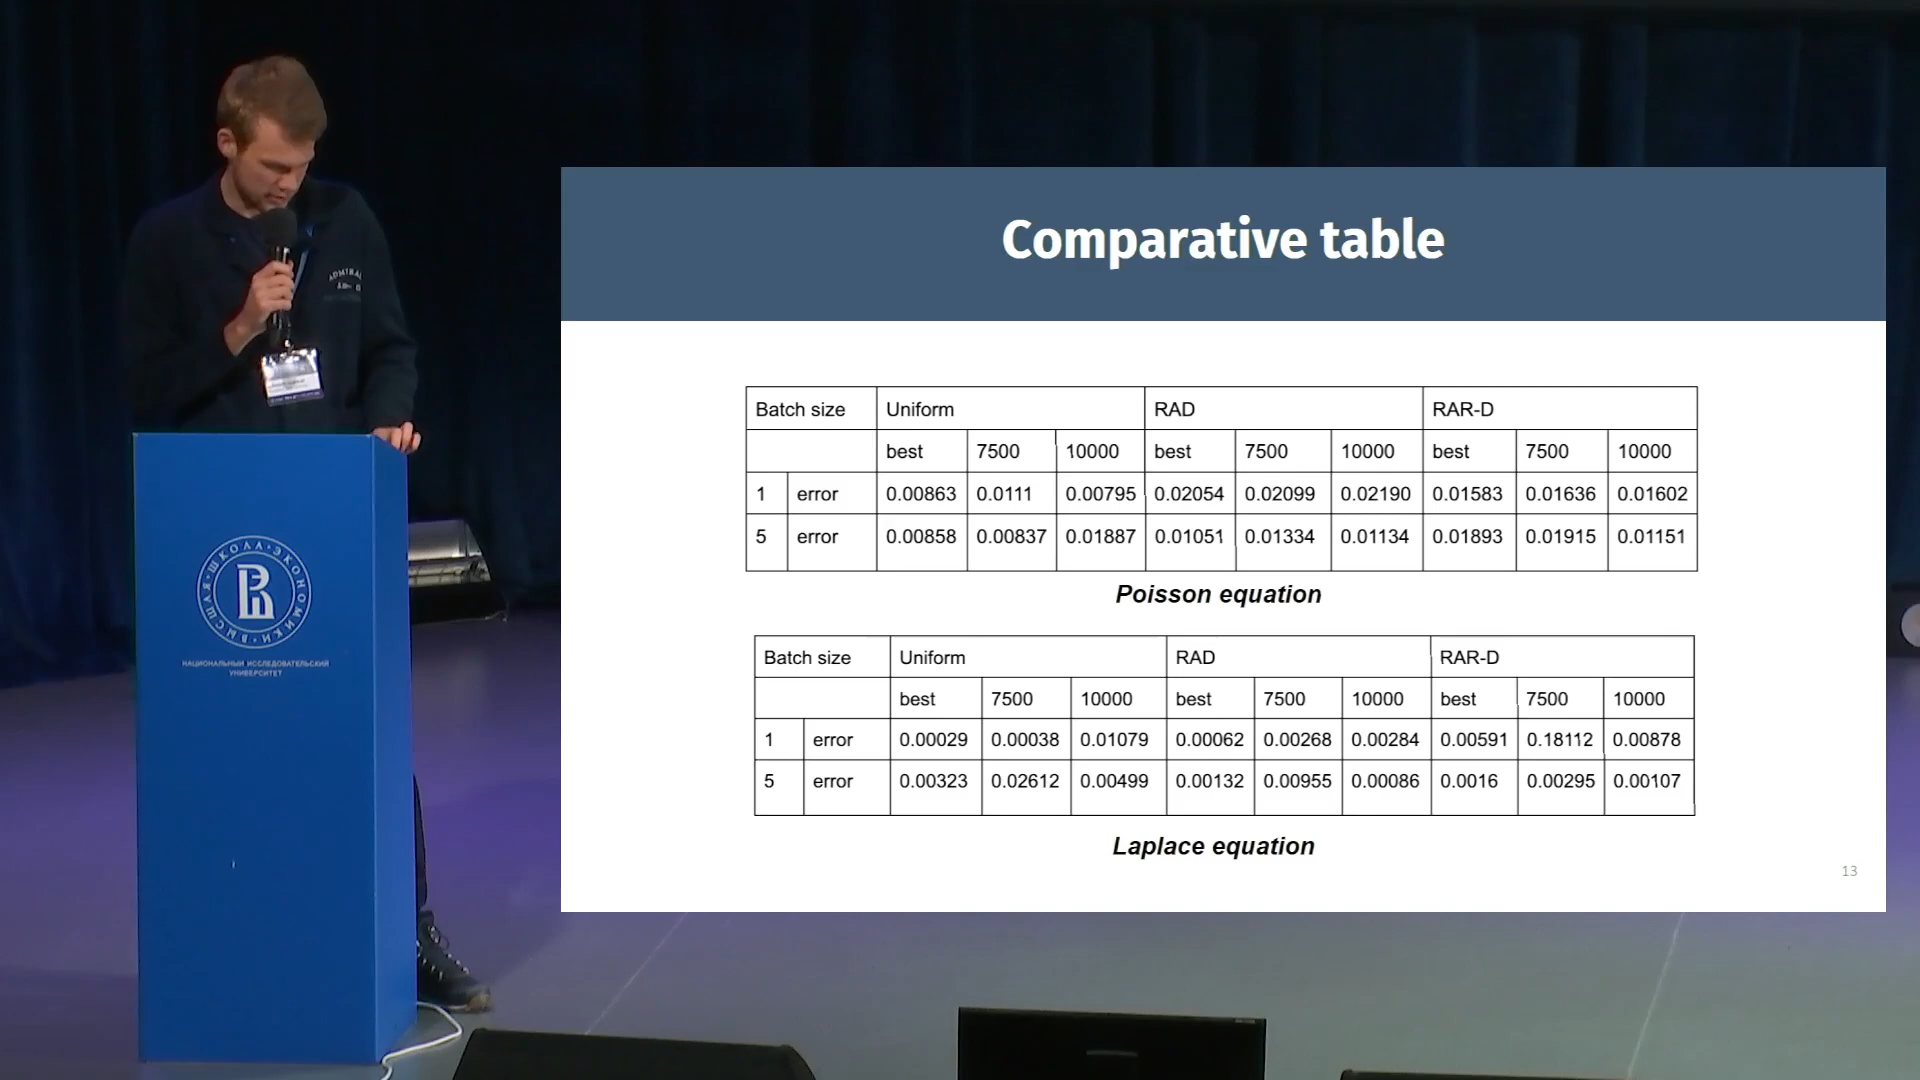 Comparative table
Batch size Uniform RAD RAR-D
best 7500 10000 best 7500 10000 best 7500 10000
1 error 0.00863 0.0111 0.00795 0.02054 0.02099 0.02190 0.01583 0.01636 0.01602
5 error 0.00858 0.00837 0.01887 0.01051 0.01334 0.01134 0.01893 0.01915 0.01151
Poisson equation
Batch size Uniform RAD RAR-D
best 7500 10000 best 7500 10000 best 7500 10000
1 error 0.00029 0.00038 0.01079 0.00062 0.00268 0.00284 0.00591 0.18112 0.00878
5 error 0.00323 0.02612 0.00499 0.00132 0.00955 0.00086 0.0016 0.00295 0.00107
Laplace equation
13
ВЫСШАЯ ШКОЛА ЭКОНОМИКИ
НАЦИОНАЛЬНЫЙ ИССЛЕДОВАТЕЛЬСКИЙ
УНИВЕРСИТЕТ